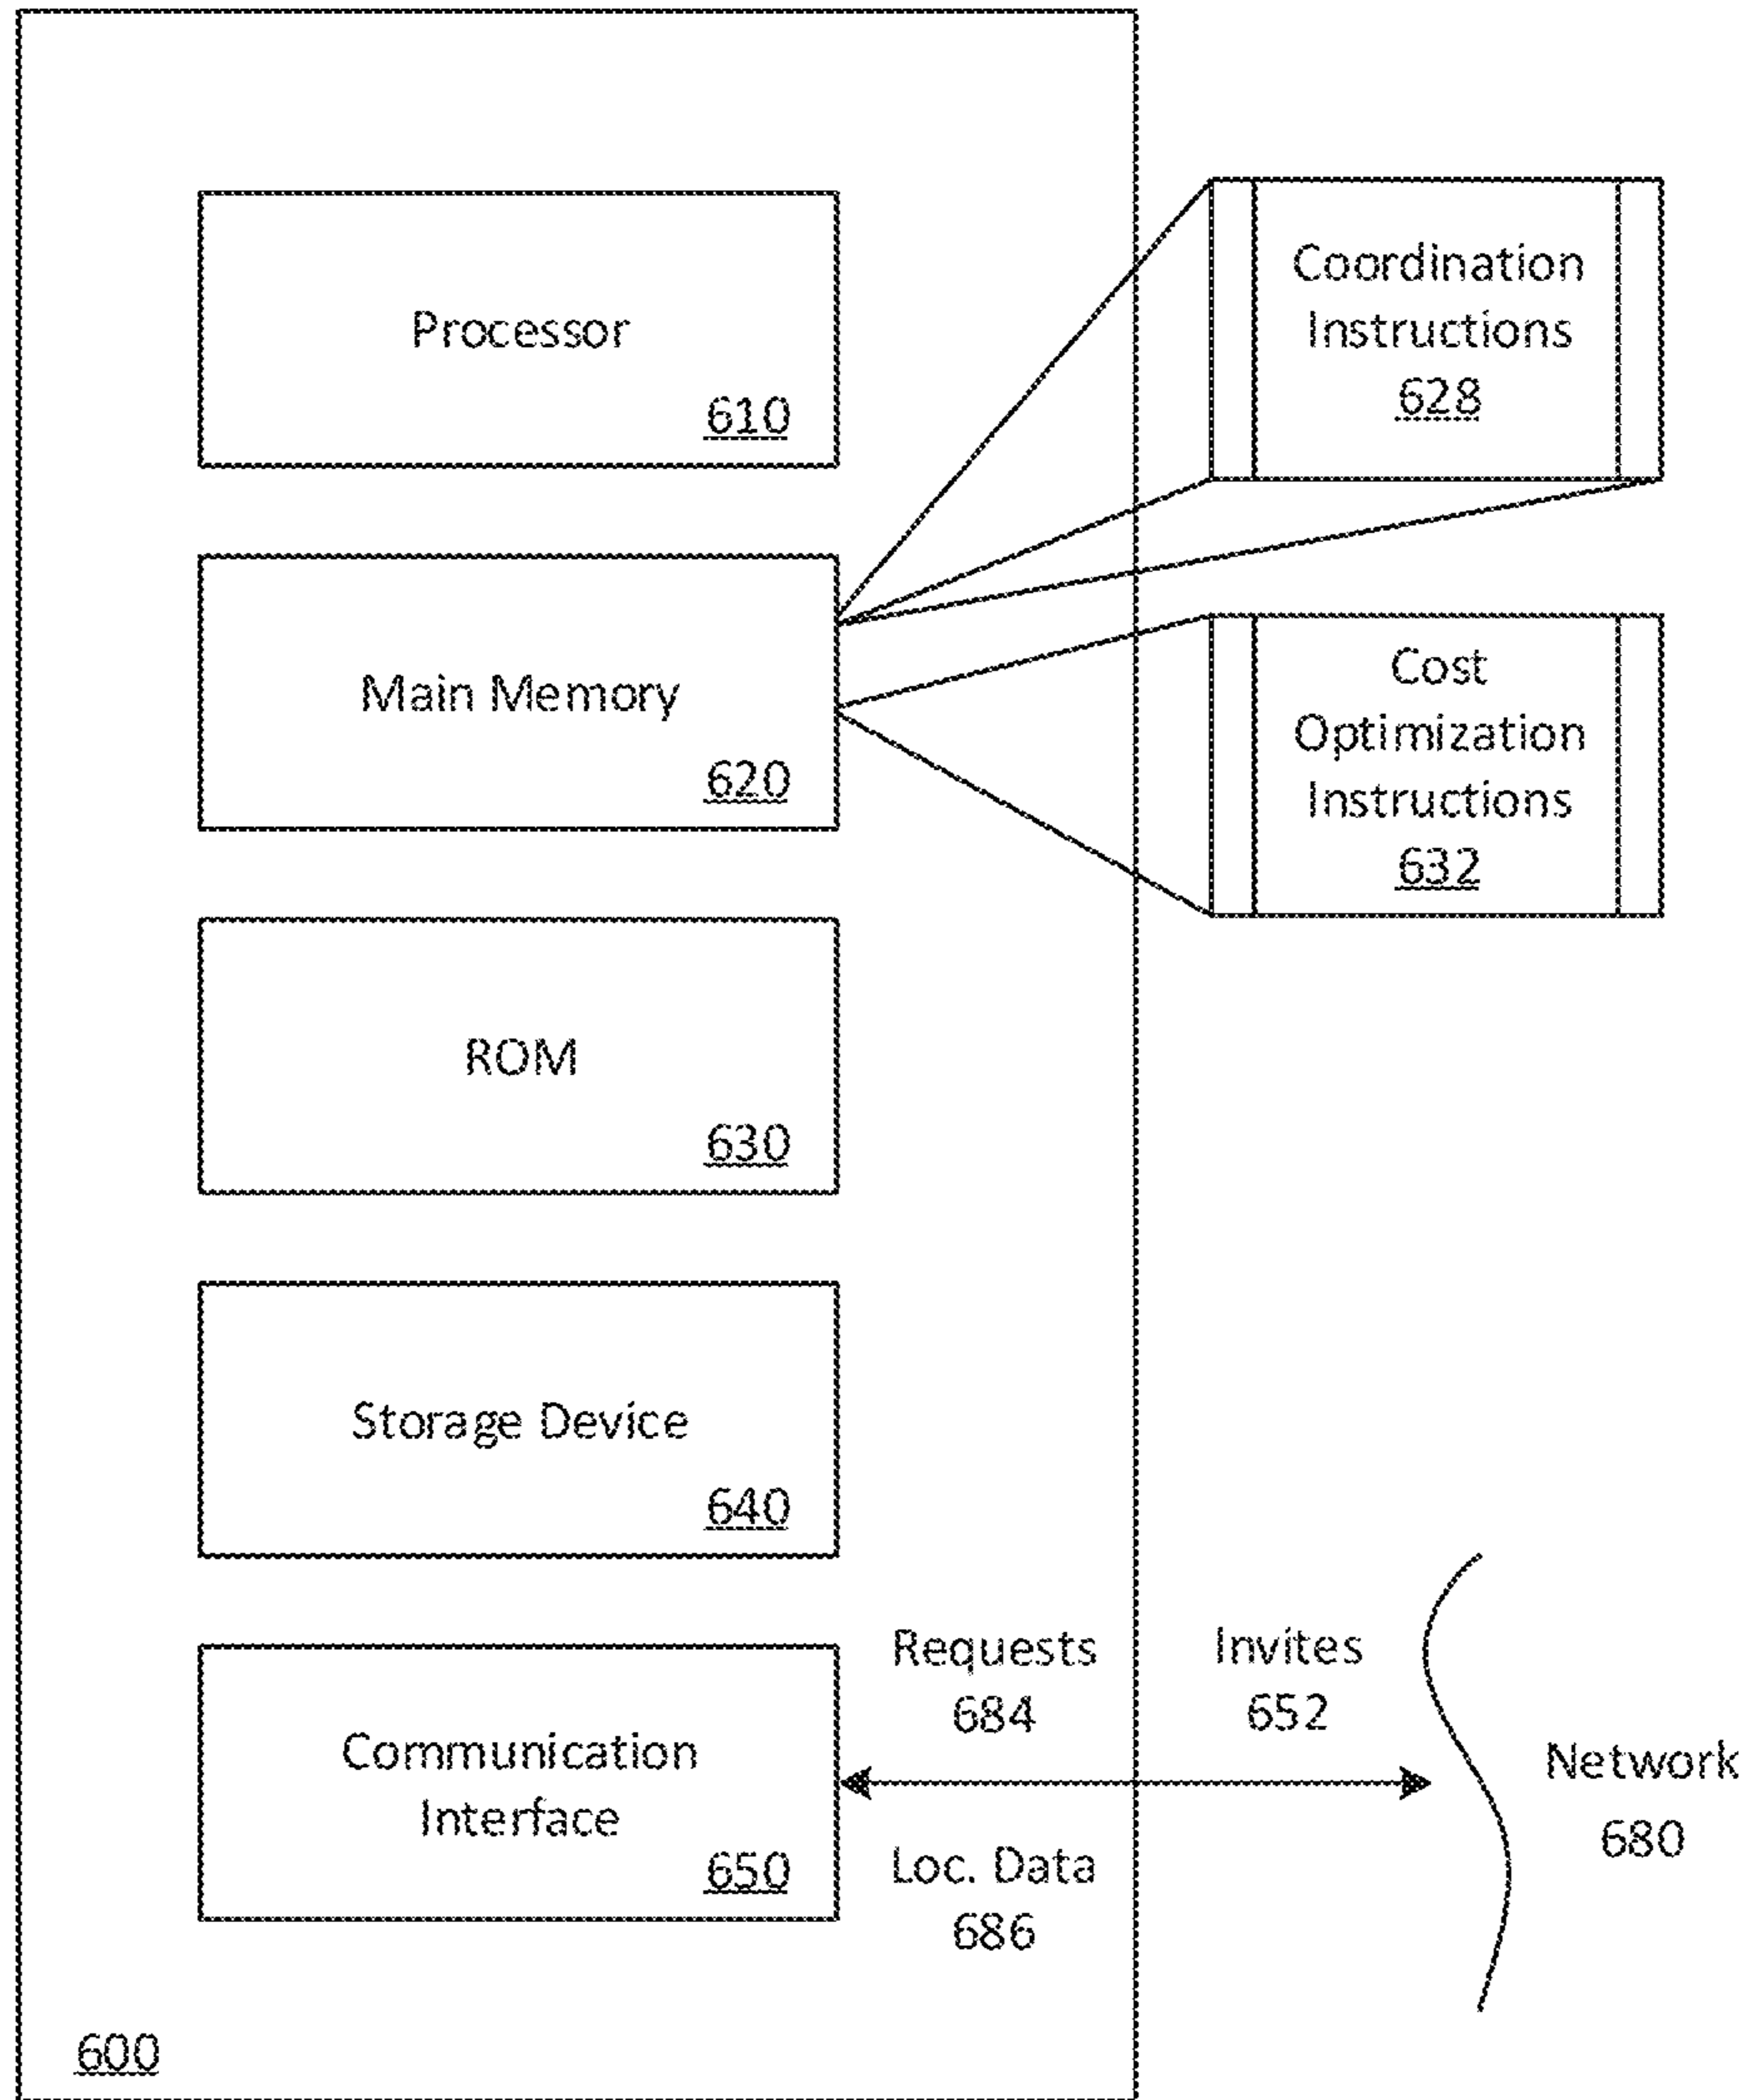 Processor
610
Coordination
Instructions
628
Main Memory
620
Cost
Optimization
Instructions
632
ROM
630
Storage Device
640
Communication
Interface
650
Requests
684
Invites
652
Loc. Data
686
Network
680
600